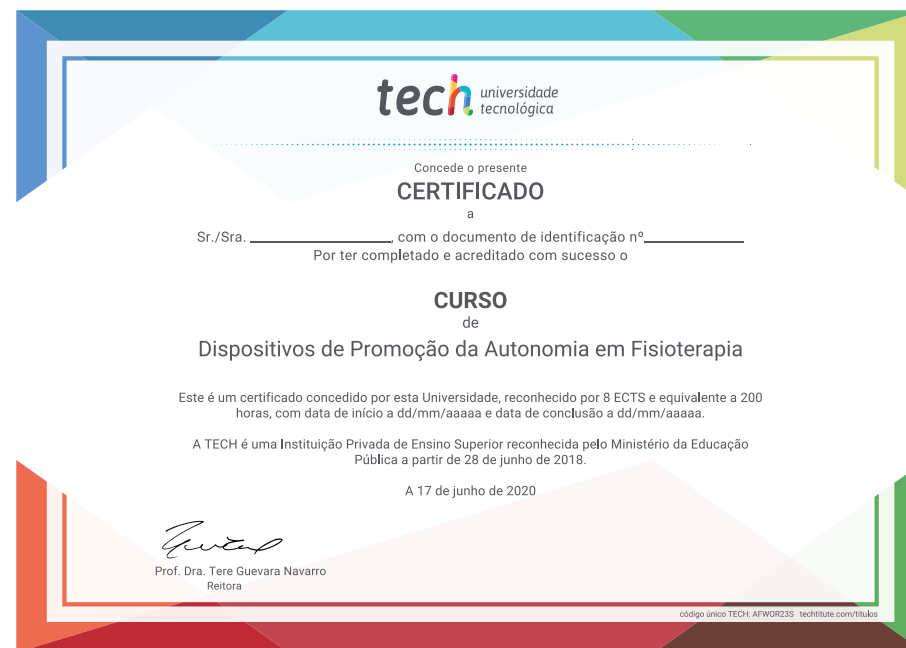 tech universidade
tecnológica
Concede o presente
CERTIFICADO
a
Sr./Sra. ____________________, com o documento de identificação nº______________
Por ter completado e acreditado com sucesso o
CURSO
de
Dispositivos de Promoção da Autonomia em Fisioterapia
Este é um certificado concedido por esta Universidade, reconhecido por 8 ECTS e equivalente a 200
horas, com data de início a dd/mm/aaaaa e data de conclusão a dd/mm/aaaaa.
A TECH é uma Instituição Privada de Ensino Superior reconhecida pelo Ministério da Educação
Pública a partir de 28 de junho de 2018.
A 17 de junho de 2020
Prof. Dra. Tere Guevara Navarro
Reitora
código único TECH: AFWOR23S techtitute.com/titulos